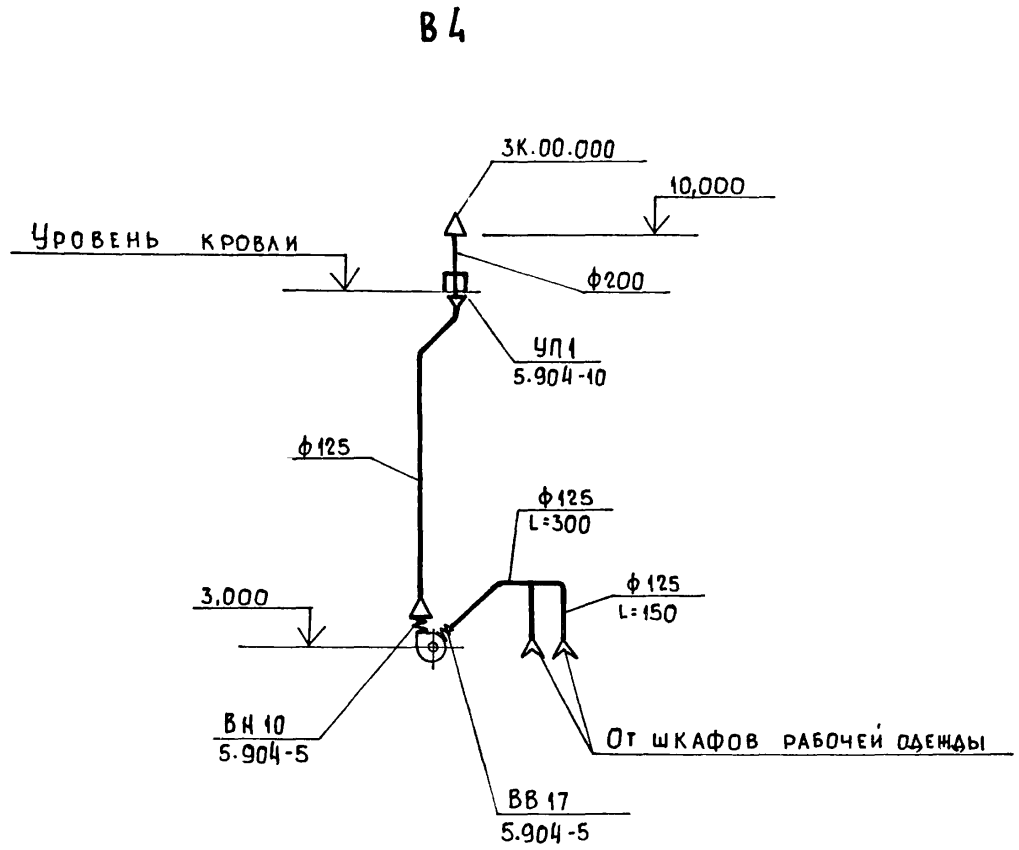 В4
ЗК.00.000
10,000
Уровень кровли
ф200
УП1
5.904-10
ф125
ф125
L=300
3,000
ф125
L=150
ВН10
5.904-5
От шкафов рабочей одежды
ВВ17
5.904-5